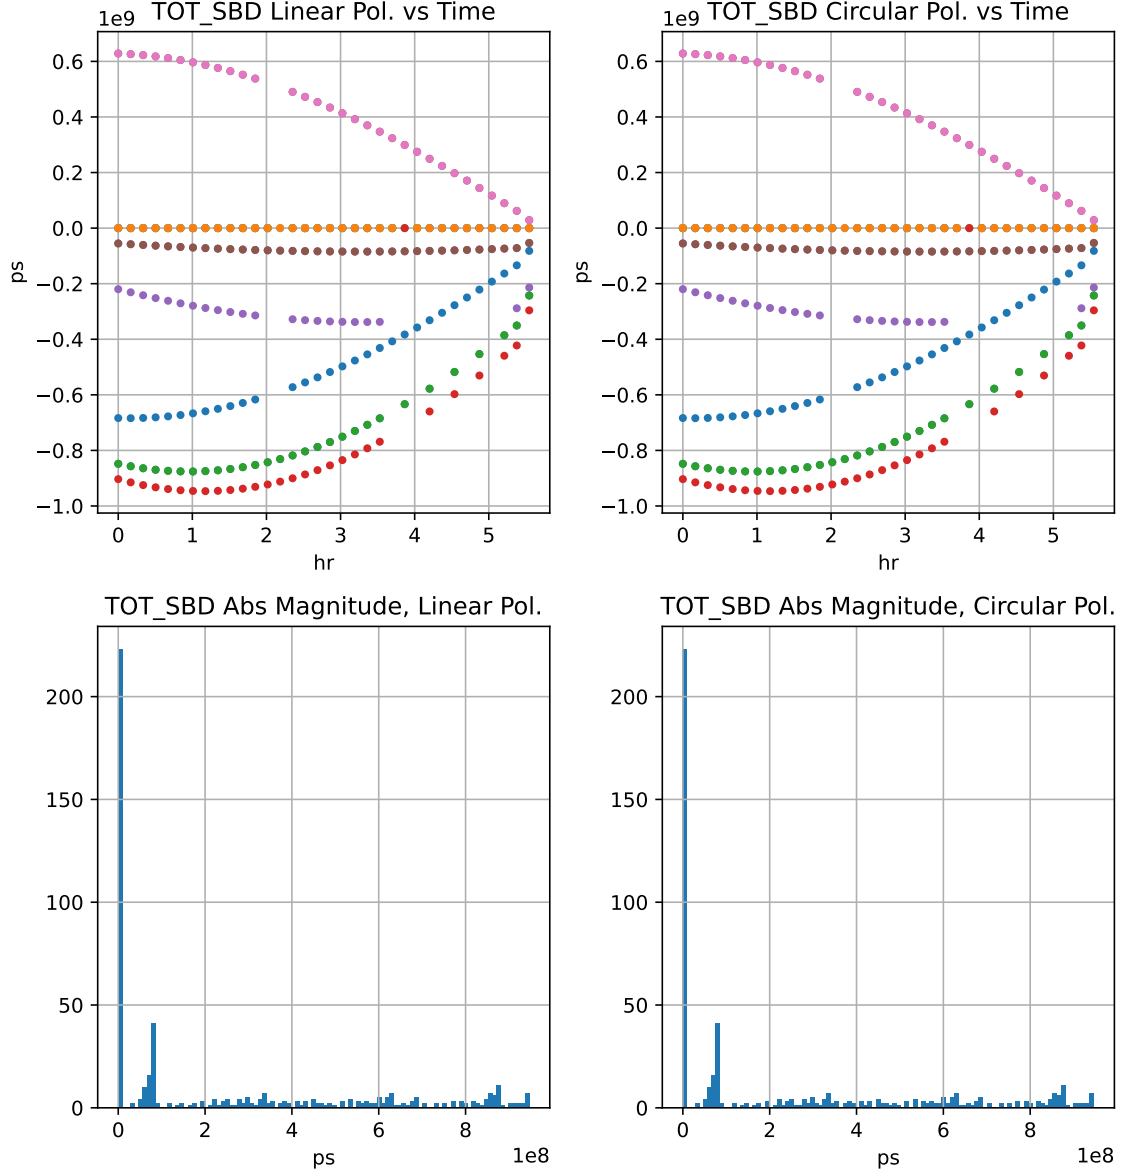 TOT_SBD Linear Pol. vs Time
1e9
0.6
0.4
0.2
0.0
−0.2
−0.4
−0.6
−0.8
−1.0
ps
0 1 2 3 4 5
hr
TOT_SBD Circular Pol. vs Time
1e9
0.6
0.4
0.2
0.0
−0.2
−0.4
−0.6
−0.8
−1.0
ps
0 1 2 3 4 5
hr
TOT_SBD Abs Magnitude, Linear Pol.
200
150
100
50
0
0 2 4 6 8
ps
1e8
TOT_SBD Abs Magnitude, Circular Pol.
200
150
100
50
0
0 2 4 6 8
ps
1e8